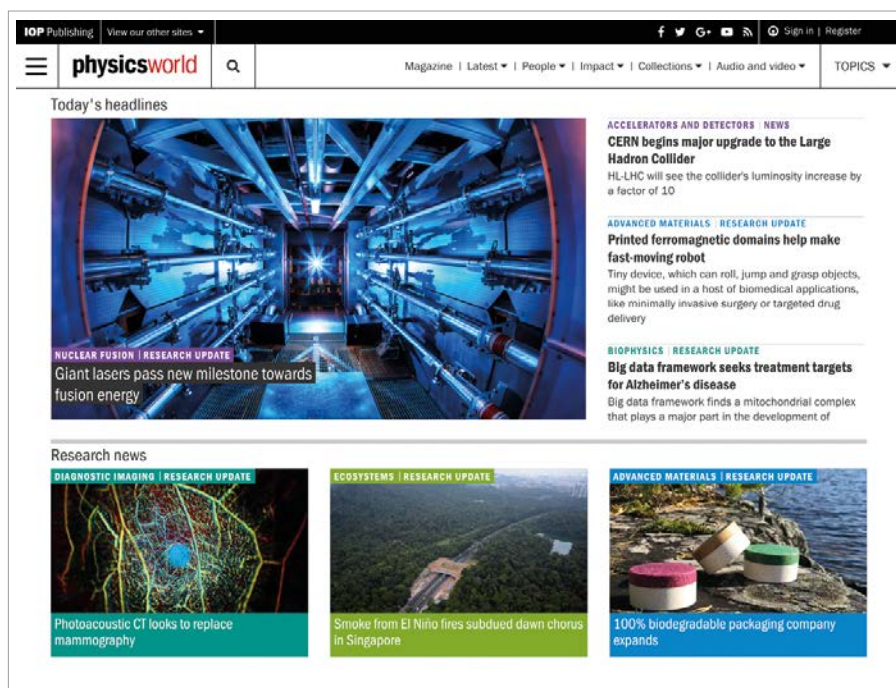 IOP Publishing View our other sites
Sign in | Register
physicsworld
Magazine | Latest | People | Impact | Collections | Audio and video
TOPICS
Today's headlines
NUCLEAR FUSION | RESEARCH UPDATE
Giant lasers pass new milestone towards
fusion energy
ACCELERATORS AND DETECTORS | NEWS
CERN begins major upgrade to the Large
Hadron Collider
HL-LHC will see the collider's luminosity increase by
a factor of 10
ADVANCED MATERIALS | RESEARCH UPDATE
Printed ferromagnetic domains help make
fast-moving robot
Tiny device, which can roll, jump and grasp objects,
might be used in a host of biomedical applications,
like minimally invasive surgery or targeted drug
delivery
BIOPHYSICS | RESEARCH UPDATE
Big data framework seeks treatment targets
for Alzheimer's disease
Big data framework finds a mitochondrial complex
that plays a major part in the development of
Research news
DIAGNOSTIC IMAGING | RESEARCH UPDATE
Photoacoustic CT looks to replace
mammography
ECOSYSTEMS | RESEARCH UPDATE
Smoke from El Niño fires subdued dawn chorus
in Singapore
ADVANCED MATERIALS | RESEARCH UPDATE
100% biodegradable packaging company
expands